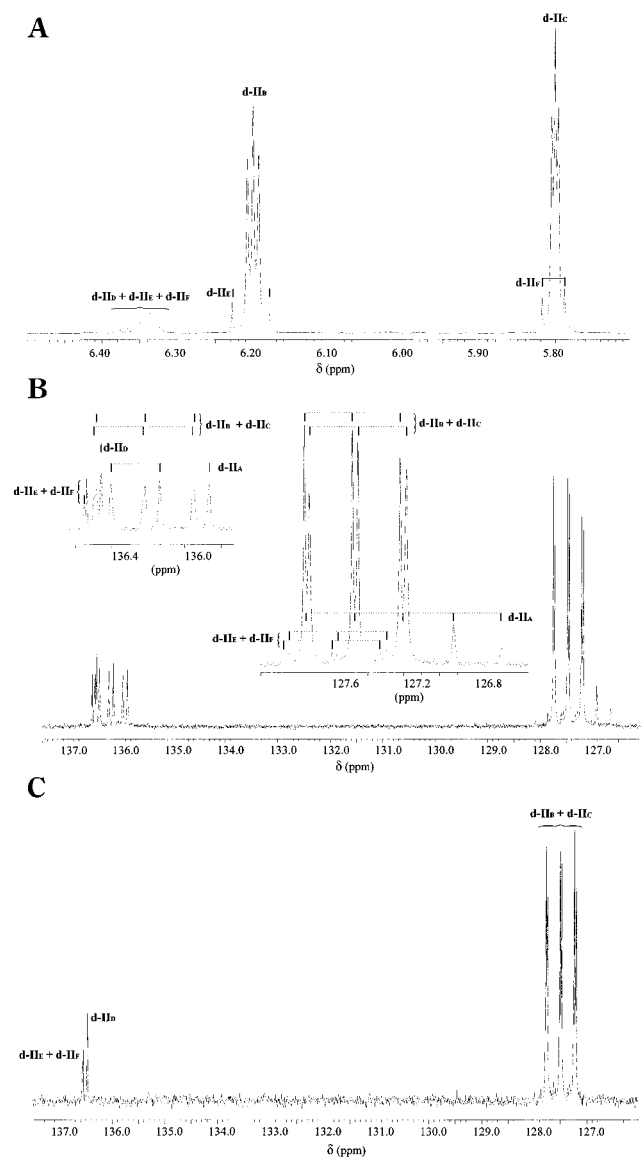 A
d-IIC
d-IIB
d-IID + d-IIE + d-IIF
d-IIE
d-IIF
6.40 6.30 6.20 6.10 6.00 5.90 5.80
δ (ppm)
B
d-IIB + d-IIC
d-IIB + d-IIC
d-IID
d-IIA
d-IIE + d-IIF
d-IIA
d-IIE + d-IIF
136.4 136.0
(ppm)
127.6 127.2 126.8
(ppm)
137.0 136.0 135.0 134.0 133.0 132.0 131.0 130.0 129.0 128.0 127.0
δ (ppm)
C
d-IIB + d-IIC
d-IID
d-IIE + d-IIF
137.0 136.0 135.0 134.0 133.0 132.0 131.0 130.0 129.0 128.0 127.0
δ (ppm)